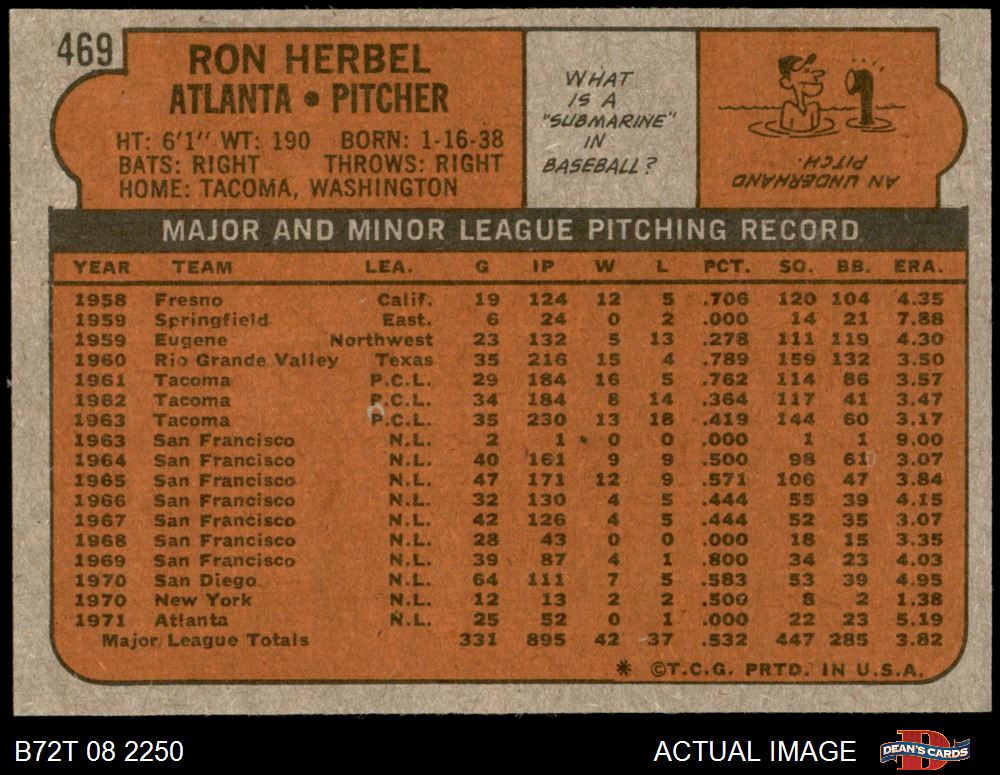 469
RON HERBEL
ATLANTA • PITCHER
HT: 6'1" WT: 190 BORN: 1-16-38
BATS: RIGHT THROWS: RIGHT
HOME: TACOMA, WASHINGTON
WHAT
IS A
"SUBMARINE"
IN
BASEBALL?
AN UNDERHAND
PITCH.
MAJOR AND MINOR LEAGUE PITCHING RECORD
YEAR TEAM LEA. G IP W L PCT. SO. BB. ERA.
1958 Fresno Calif. 19 124 12 5 .706 120 104 4.35
1959 Springfield East. 6 24 0 2 .000 14 21 7.88
1959 Eugene Northwest 23 132 5 13 .278 111 119 4.30
1960 Rio Grande Valley Texas 35 216 15 4 .789 159 132 3.50
1961 Tacoma P.C.L. 29 184 16 5 .762 114 86 3.57
1962 Tacoma P.C.L. 34 184 8 14 .364 117 41 3.47
1963 Tacoma P.C.L. 35 230 13 18 .419 144 60 3.17
1963 San Francisco N.L. 2 1 0 0 .000 1 1 9.00
1964 San Francisco N.L. 40 161 9 9 .500 98 61 3.07
1965 San Francisco N.L. 47 171 12 9 .571 106 47 3.84
1966 San Francisco N.L. 32 130 4 5 .444 55 39 4.15
1967 San Francisco N.L. 42 126 4 5 .444 52 35 3.07
1968 San Francisco N.L. 28 43 0 0 .000 18 15 3.35
1969 San Francisco N.L. 39 87 4 1 .800 34 23 4.03
1970 San Diego N.L. 64 111 7 5 .583 53 39 4.95
1970 New York N.L. 12 13 2 2 .500 8 2 1.38
1971 Atlanta N.L. 25 52 0 1 .000 22 23 5.19
Major League Totals 331 895 42 37 .532 447 285 3.82
* ©T.C.G. PRTD. IN U.S.A.
B72T 08 2250 ACTUAL IMAGE D DEAN'S CARDS